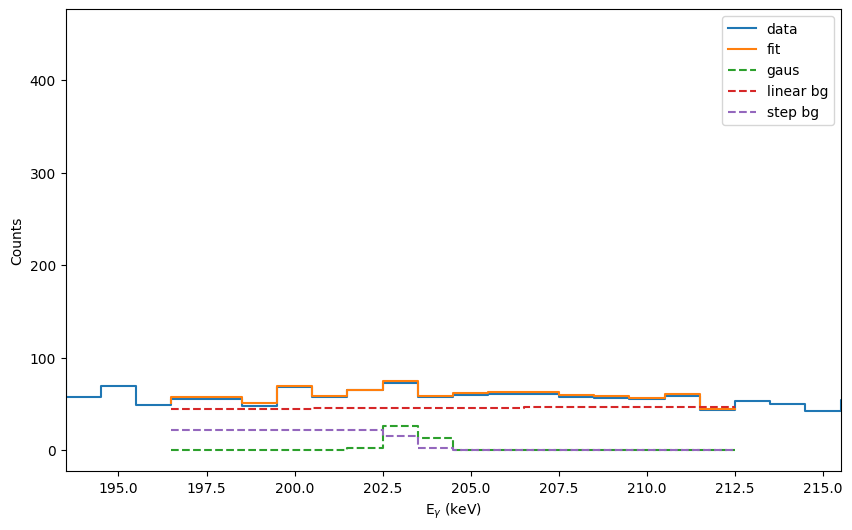 data
fit
gaus
linear bg
step bg
400
300
200
100
0
Counts
195.0 197.5 200.0 202.5 205.0 207.5 210.0 212.5 215.0
Eγ (keV)